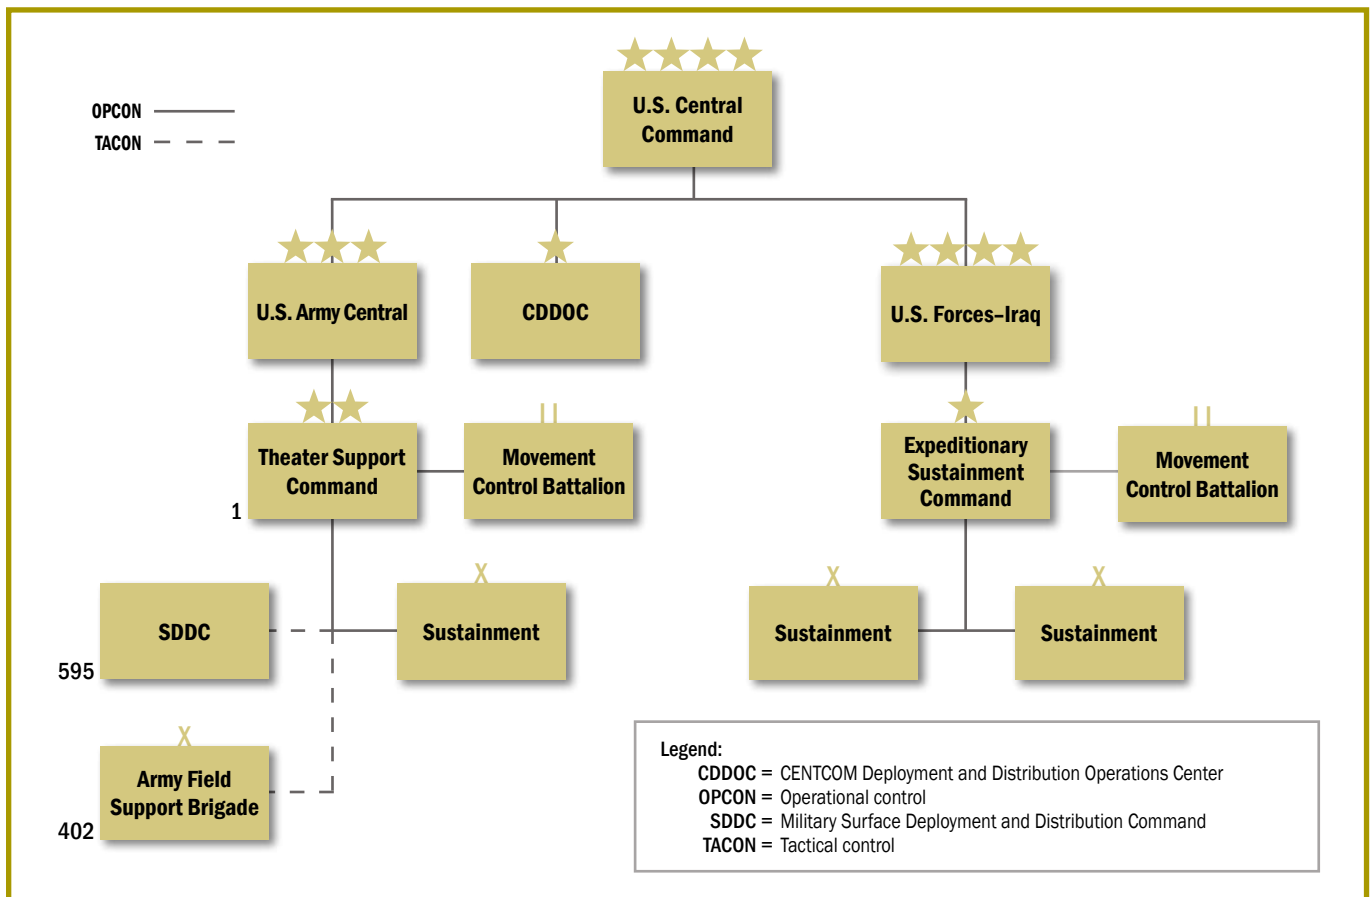 OPCON
TACON
U.S. Central
Command
U.S. Army Central
CDDOC
U.S. Forces–Iraq
Theater Support
Command
1
Movement
Control Battalion
Expeditionary
Sustainment
Command
Movement
Control Battalion
SDDC
595
X
Sustainment
X
Sustainment
X
Sustainment
X
Army Field
Support Brigade
402
Legend:
CDDOC = CENTCOM Deployment and Distribution Operations Center
OPCON = Operational control
SDDC = Military Surface Deployment and Distribution Command
TACON = Tactical control